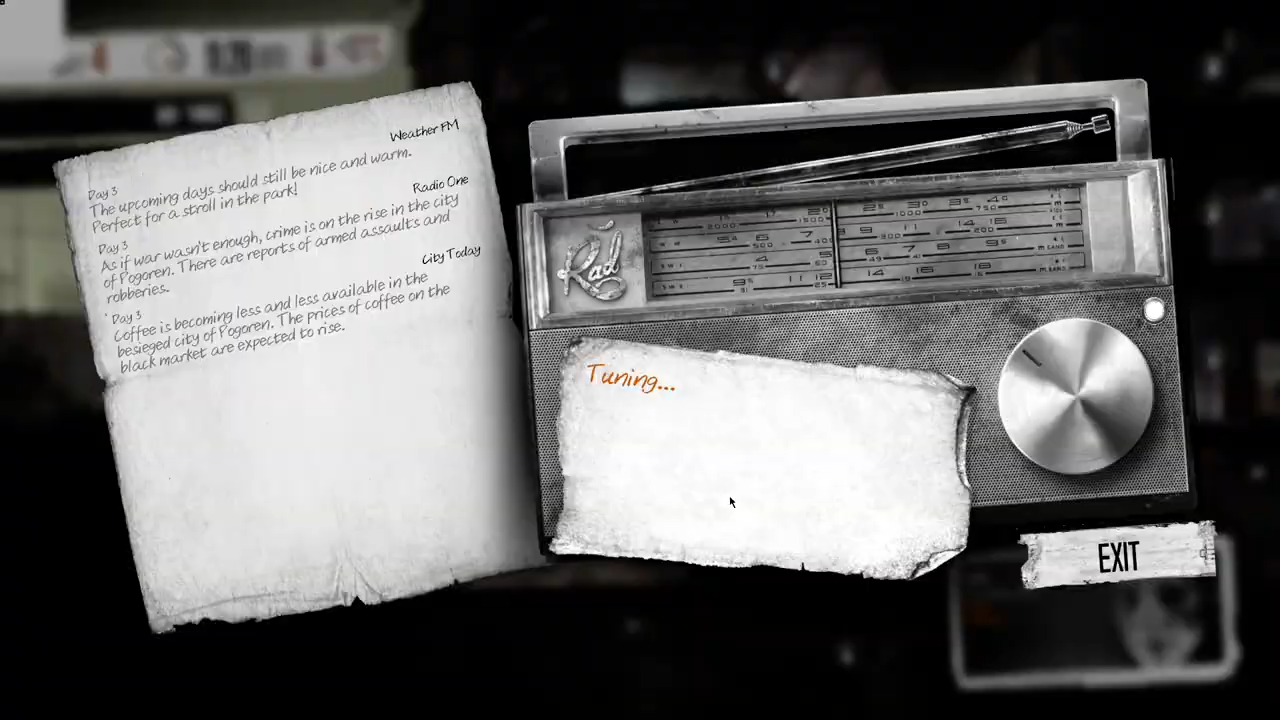 Weather FM
Day 3
The upcoming days should still be nice and warm.
Perfect for a stroll in the park!
Radio One
Day 3
As if war wasn't enough, crime is on the rise in the city
of Pogoren. There are reports of armed assaults and
robberies.
City Today
Day 3
Coffee is becoming less and less available in the
besieged city of Pogoren. The prices of coffee on the
black market are expected to rise.
Rad
Tuning...
EXIT